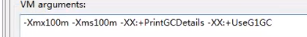 VM arguments:
-Xmx100m -Xms100m -XX:+PrintGCDetails -XX:+UseG1GC